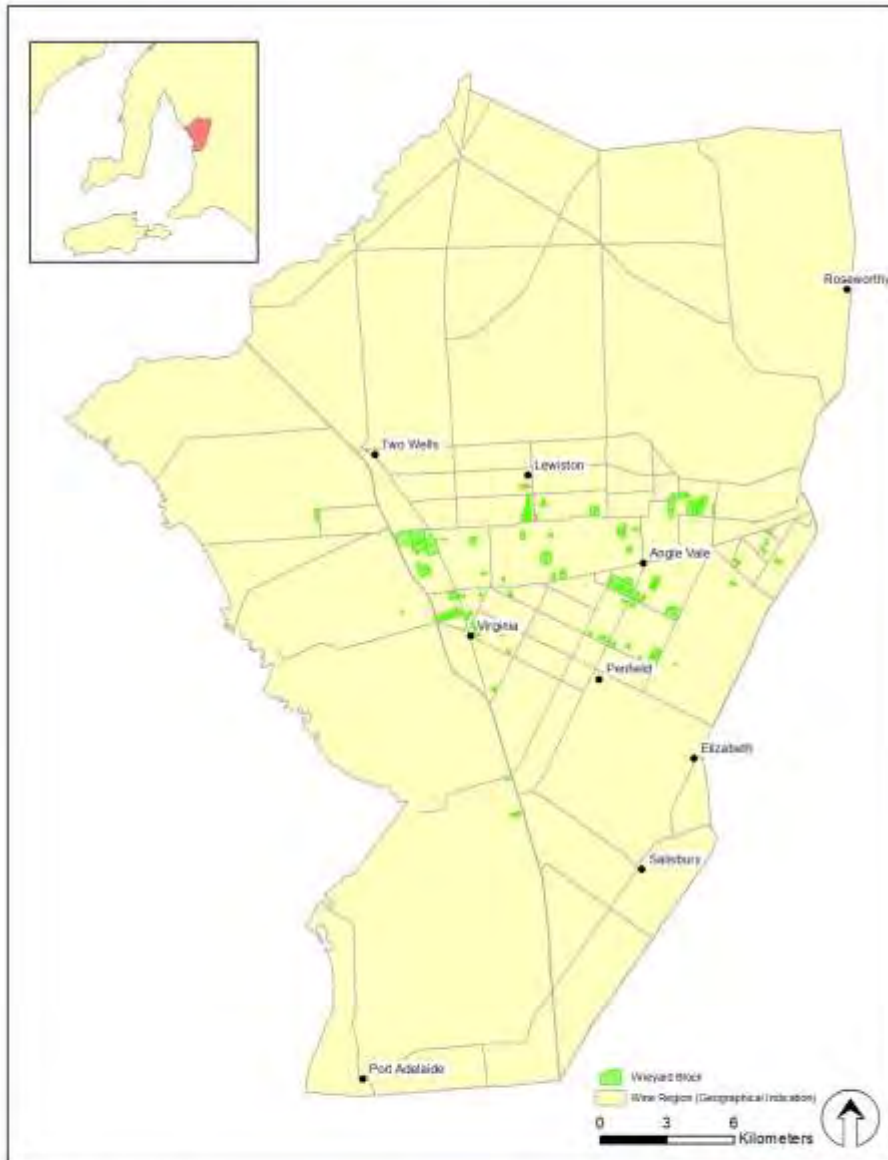 Roseworthy
Two Wells
Lewiston
Angle Vale
Virginia
Penfield
Elizabeth
Salisbury
Port Adelaide
Vineyard Block
Wine Region (Geographical Indication)
0 3 6
Kilometers